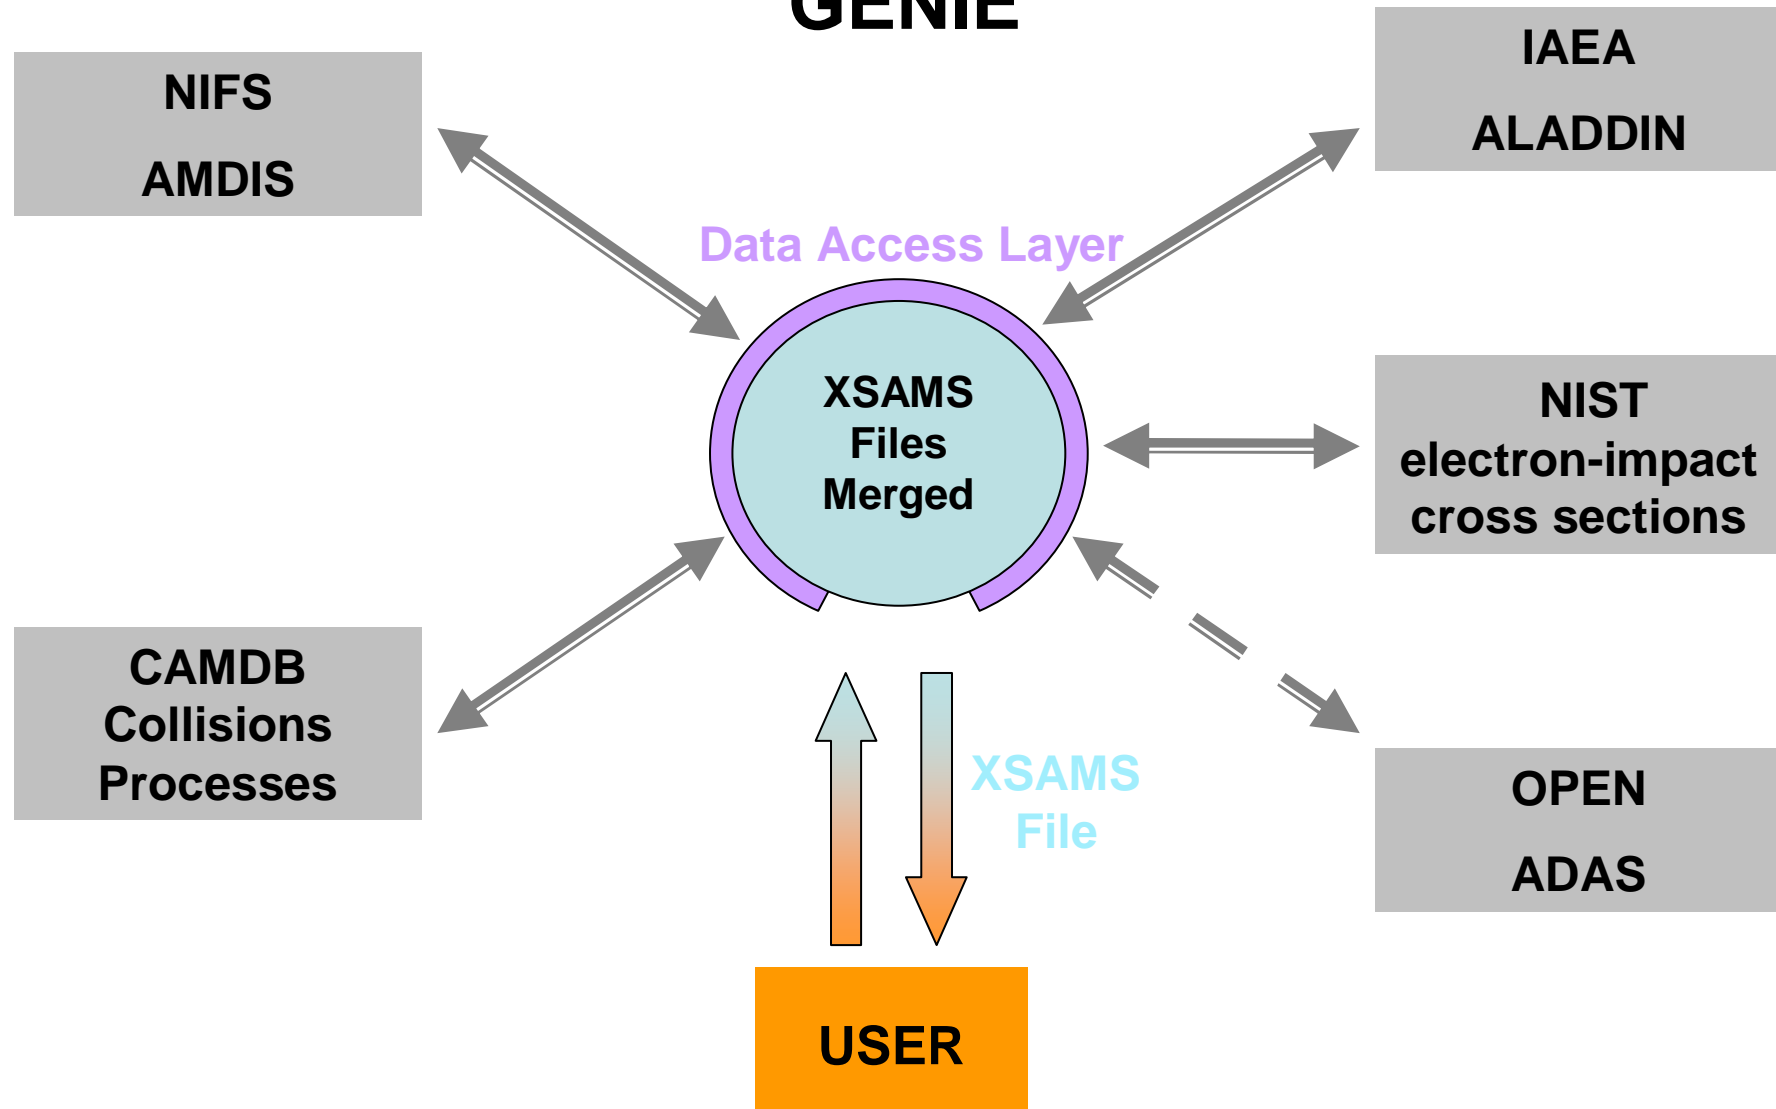 GENIE
NIFS
AMDIS
IAEA
ALADDIN
Data Access Layer
XSAMS
Files
Merged
NIST
electron-impact
cross sections
CAMDB
Collisions
Processes
XSAMS
File
OPEN
ADAS
USER